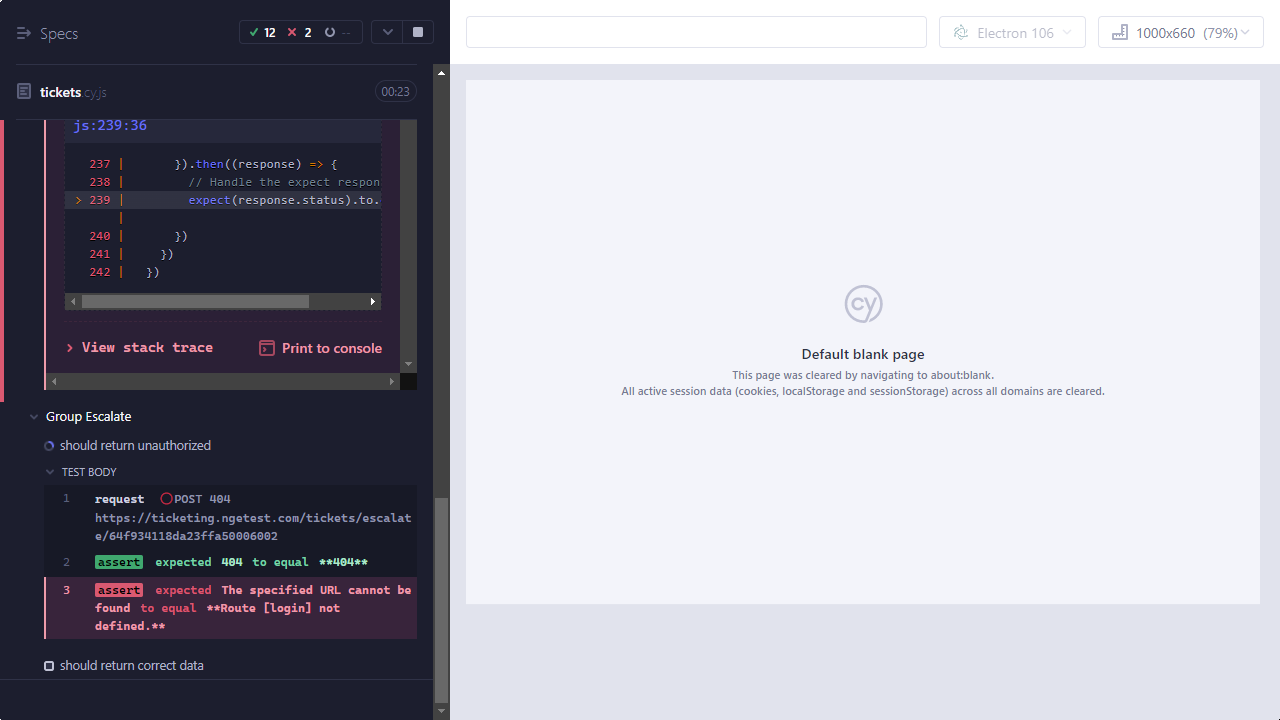 Specs
12 2 --
Electron 106
1000x660 (79%)
tickets cy.js
00:23
js:239:36
237 | }).then((response) => {
238 | // Handle the expect respon
> 239 | expect(response.status).to.
|
240 | })
241 | })
242 | })
> View stack trace
Print to console
Group Escalate
should return unauthorized
TEST BODY
1 request POST 404
https://ticketing.ngetest.com/tickets/escalat
e/64f934118da23ffa50006002
2 assert expected 404 to equal **404**
3 assert expected The specified URL cannot be
found to equal **Route [login] not
defined.**
should return correct data
cy
Default blank page
This page was cleared by navigating to about:blank.
All active session data (cookies, localStorage and sessionStorage) across all domains are cleared.